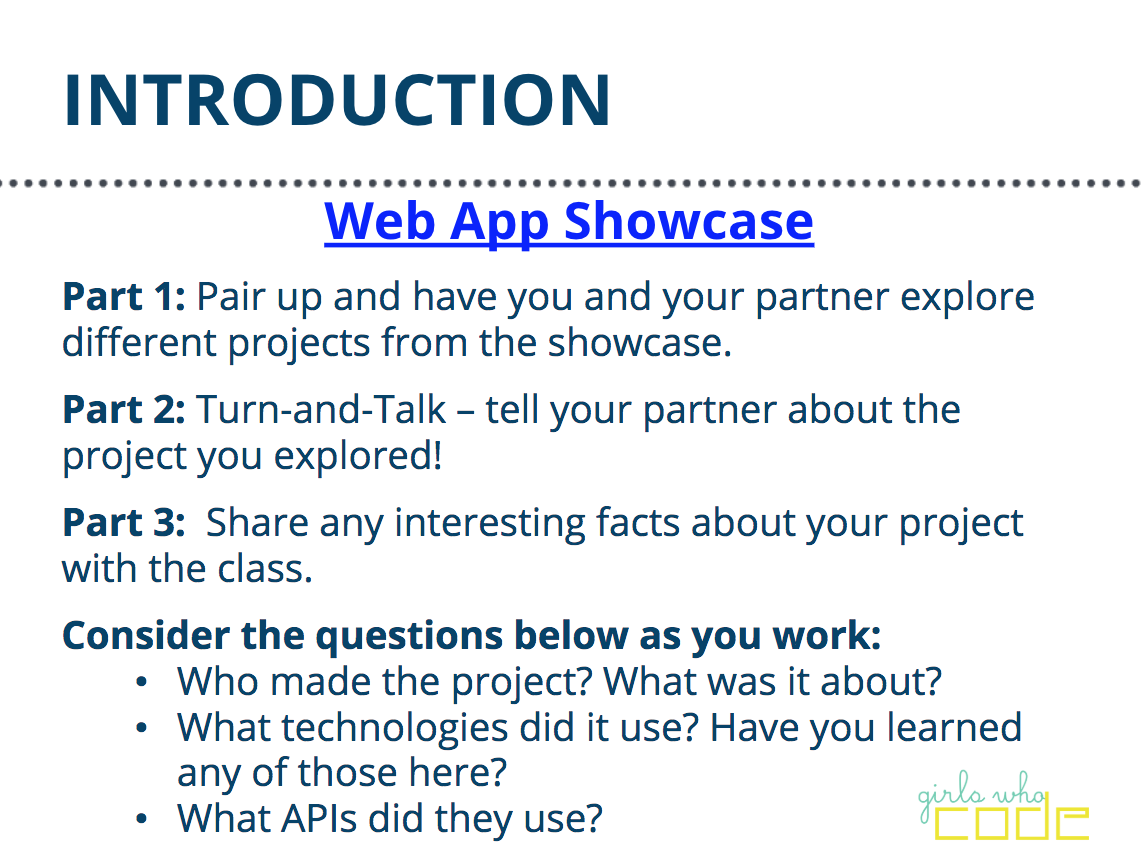 INTRODUCTION
Web App Showcase
Part 1: Pair up and have you and your partner explore
different projects from the showcase.
Part 2: Turn-and-Talk – tell your partner about the
project you explored!
Part 3:  Share any interesting facts about your project
with the class.
Consider the questions below as you work:
• Who made the project? What was it about?
• What technologies did it use? Have you learned
any of those here?
• What APIs did they use?
girls who
code